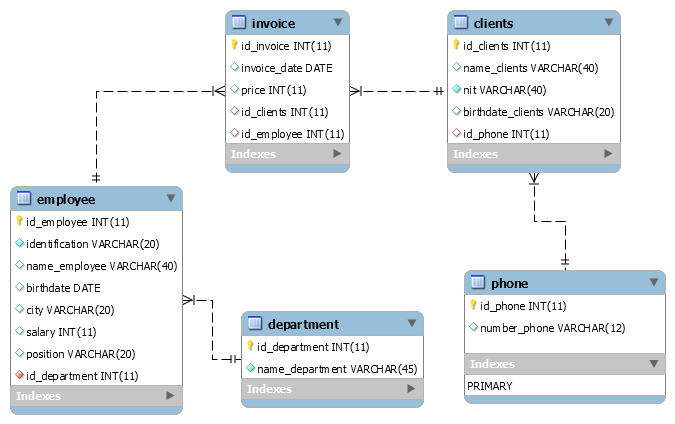 invoice
id_invoice INT(11)
invoice_date DATE
price INT(11)
id_clients INT(11)
id_employee INT(11)
Indexes
clients
id_clients INT(11)
name_clients VARCHAR(40)
nit VARCHAR(40)
birthdate_clients VARCHAR(20)
id_phone INT(11)
Indexes
employee
id_employee INT(11)
identification VARCHAR(20)
name_employee VARCHAR(40)
birthdate DATE
city VARCHAR(20)
salary INT(11)
position VARCHAR(20)
id_department INT(11)
Indexes
department
id_department INT(11)
name_department VARCHAR(45)
Indexes
phone
id_phone INT(11)
number_phone VARCHAR(12)
Indexes
PRIMARY